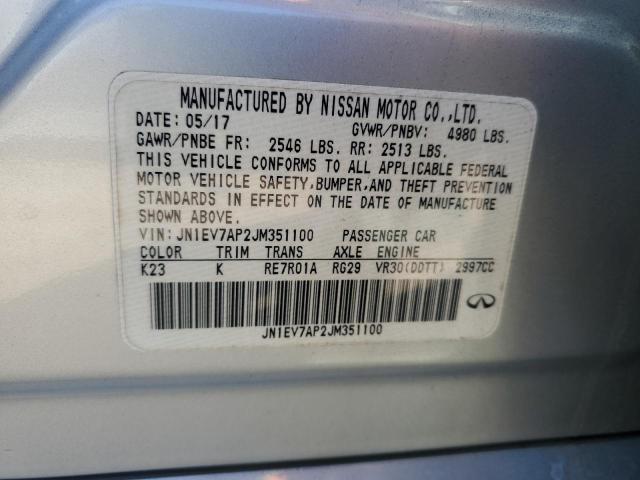 MANUFACTURED BY NISSAN MOTOR CO.,LTD.
DATE: 05/17 GVWR/PNBV: 4980 LBS.
GAWR/PNBE FR: 2546 LBS. RR: 2513 LBS.
THIS VEHICLE CONFORMS TO ALL APPLICABLE FEDERAL
MOTOR VEHICLE SAFETY,BUMPER,AND THEFT PREVENTION
STANDARDS IN EFFECT ON THE DATE OF MANUFACTURE
SHOWN ABOVE.
VIN: JN1EV7AP2JM351100 PASSENGER CAR
COLOR TRIM TRANS AXLE ENGINE
K23 K RE7R01A RG29 VR30(DDTT) 2997CC
JN1EV7AP2JM351100